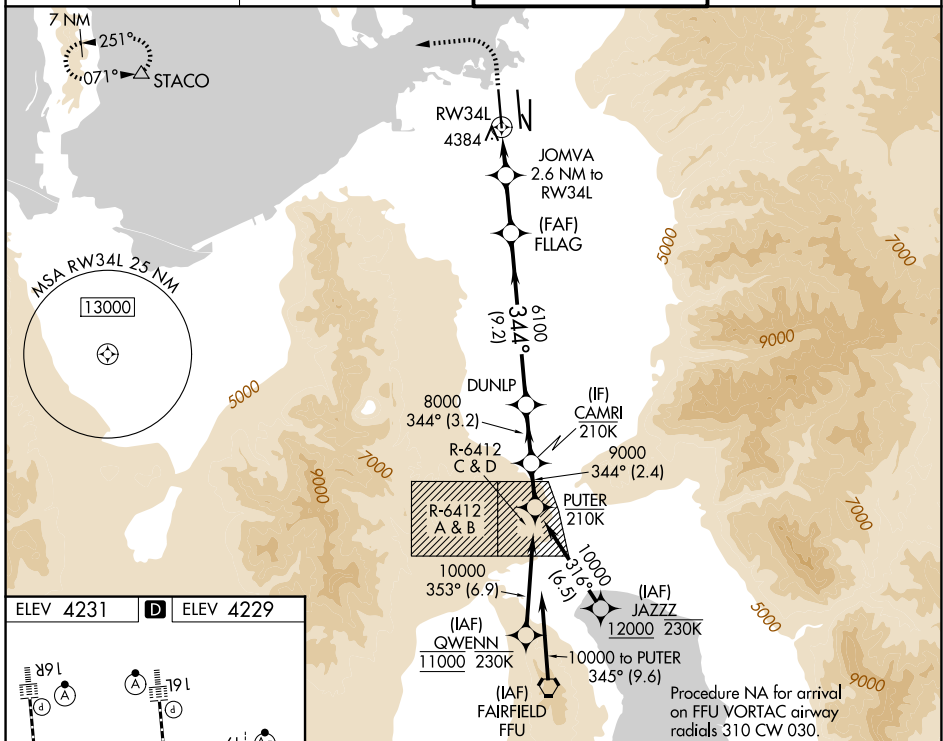 7 NM
251°
071°
STACO
RW34L
4384
JOMVA
2.6 NM to
RW34L
(FAF)
FLLAG
MSA RW34L 25 NM
13000
5000
7000
5000
9000
6100
344°
(9.2)
DUNLP
8000
344° (3.2)
(IF)
CAMRI
210K
R-6412
C & D
9000
344° (2.4)
7000
9000
R-6412
A & B
PUTER
210K
7000
10000
353° (6.9)
10000
316°
(6.5)
(IAF)
JAZZZ
12000 230K
5000
(IAF)
QWENN
11000 230K
10000 to PUTER
345° (9.6)
(IAF)
FAIRFIELD
FFU
9000
Procedure NA for arrival
on FFU VORTAC airway
radials 310 CW 030.
ELEV 4231
D
ELEV 4229
16R
A
P
A
16L
P